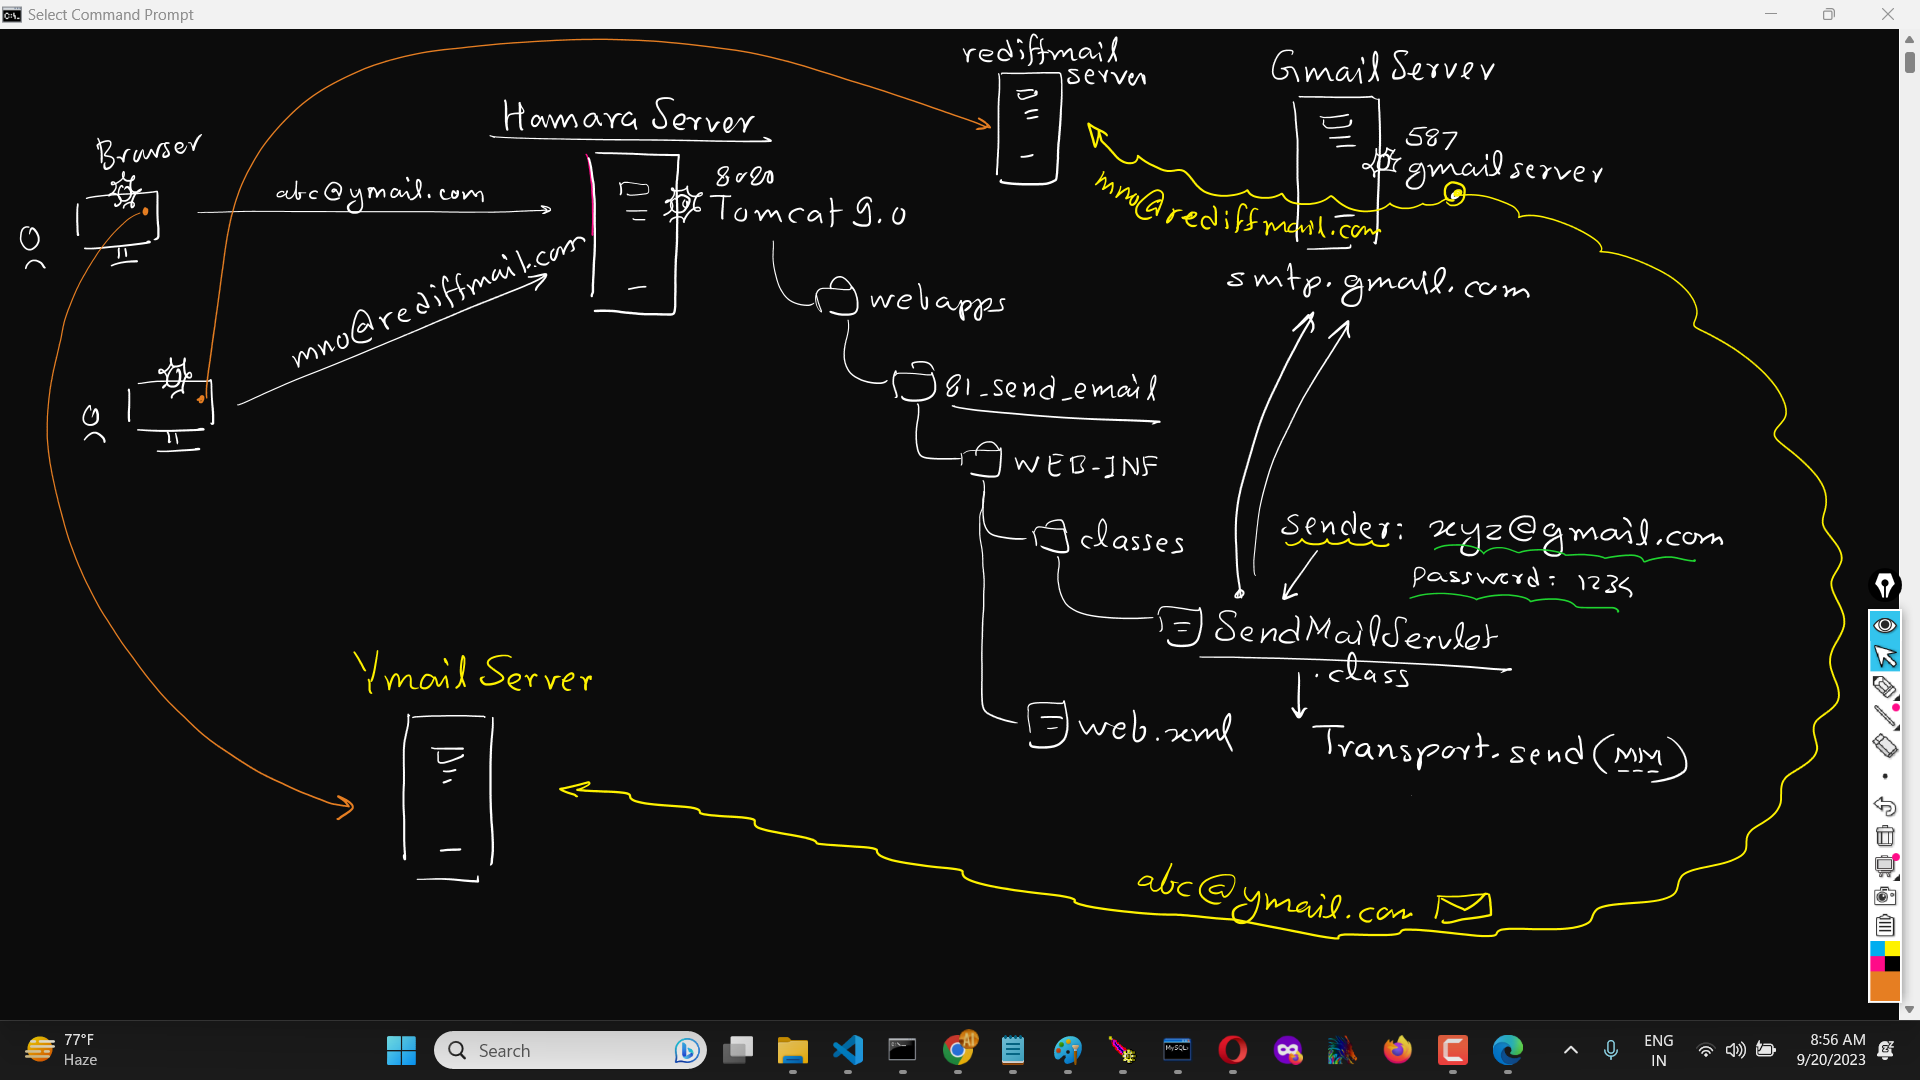 Select Command Prompt
rediffmail
server
Gmail Server
Hamara Server
Browser
587
gmail server
8080
Tomcat 9.0
abc@ymail.com
mno@rediffmail.com
mno@rediffmail.com
smtp.gmail.com
webapps
81_send_email
WEB-INF
classes
sender: xyz@gmail.com
password: 1234
SendMailServlet
.class
web.xml
Transport.send(MM)
Ymail Server
abc@ymail.com
77°F
Haze
Search
ENG
IN
8:56 AM
9/20/2023